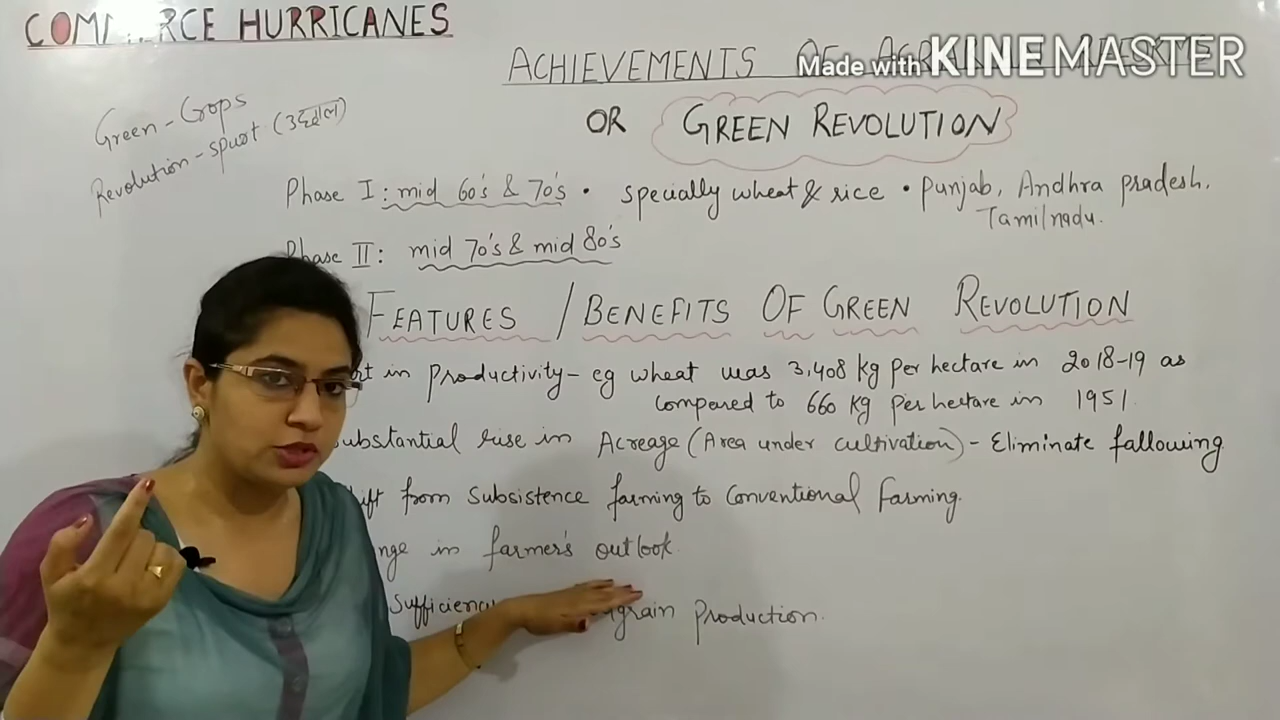 COMMERCE HURRICANES
ACHIEVEMENTS OF
Made with KINEMASTER
Green - Crops
Revolution - spurt (उछाल)
OR GREEN REVOLUTION
Phase I : mid 60's & 70's • specially wheat & rice • Punjab, Andhra pradesh,
Tamilnadu.
Phase II : mid 70's & mid 80's
FEATURES / BENEFITS OF GREEN REVOLUTION
in Productivity - eg wheat was 3,408 kg per hectare in 2018-19 as
compared to 660 kg per hectare in 1951.
Substantial rise in Acreage (Area under cultivation) - Eliminate fallowing
from Subsistence farming to Conventional Farming.
in farmer's outlook
Sufficiency
Production.